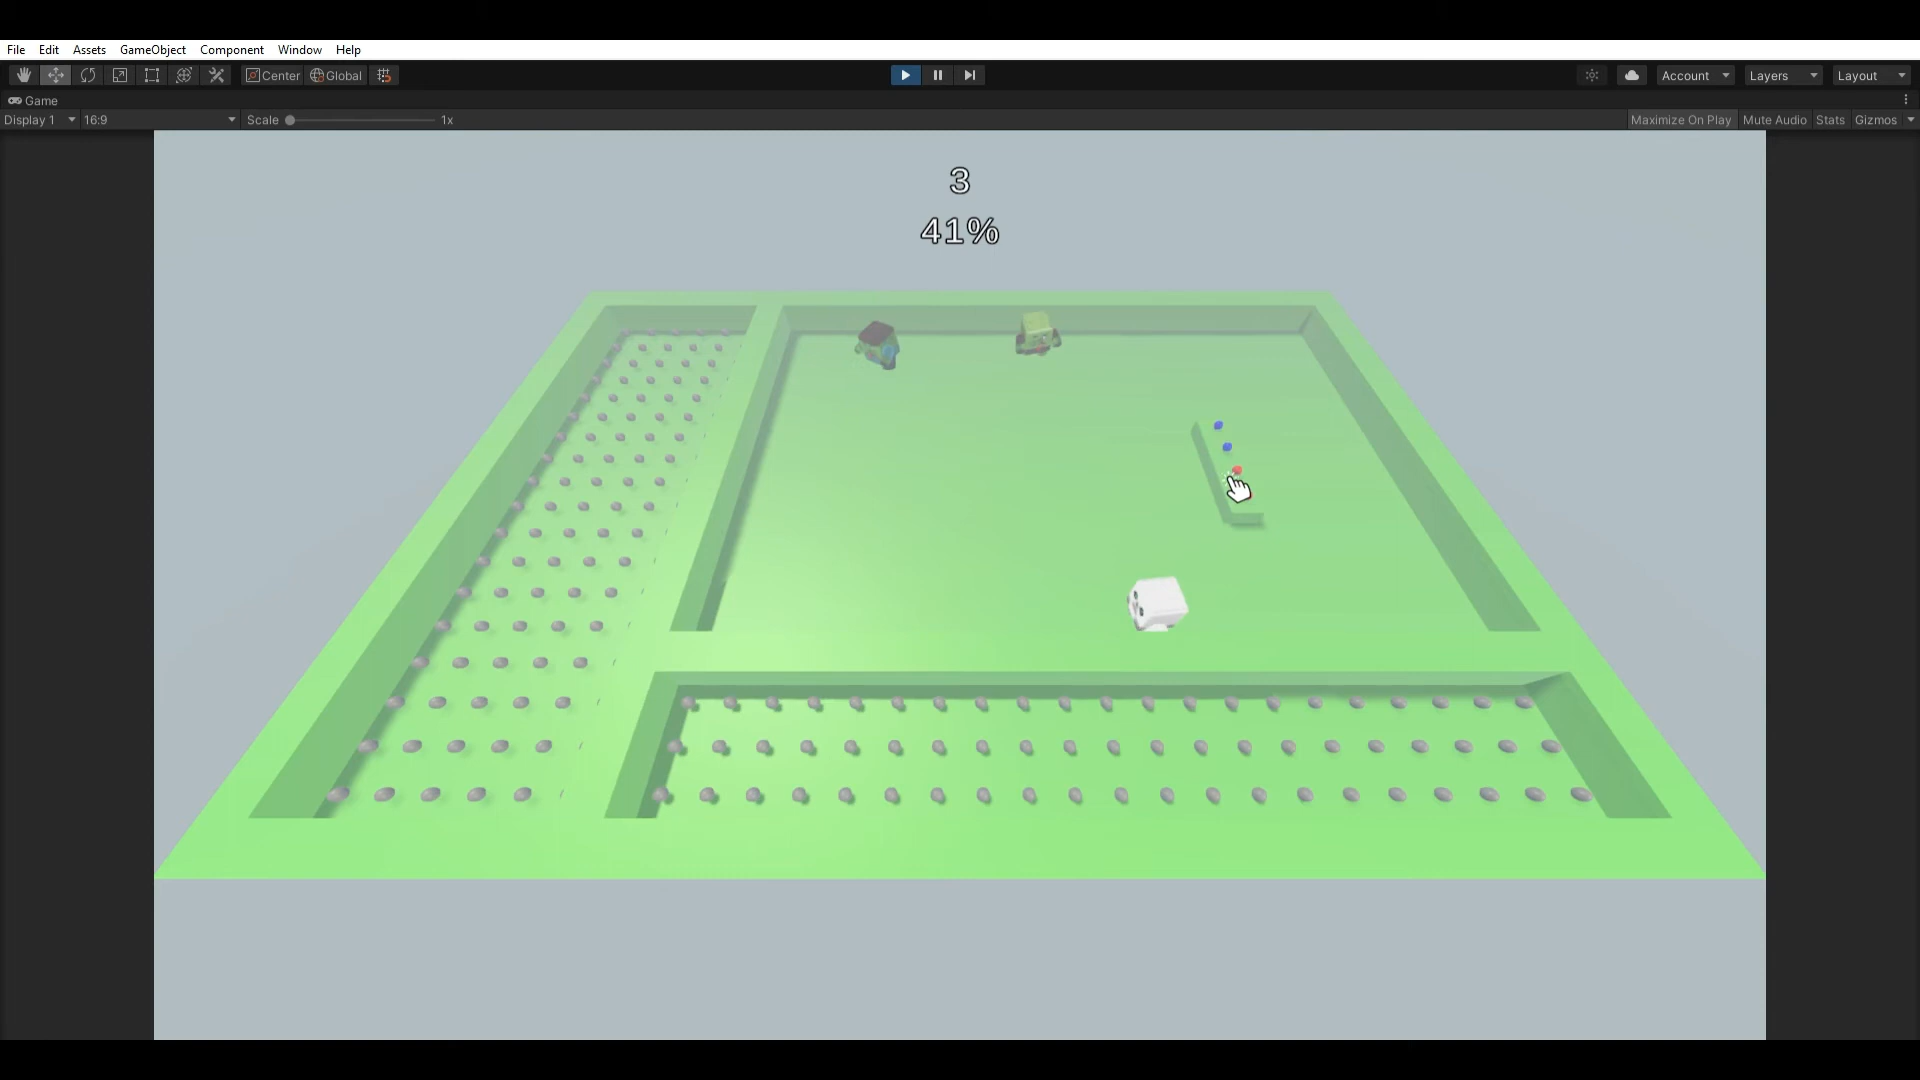 File Edit Assets GameObject Component Window Help
Center Global Account Layers Layout
Game
Display 1 16:9 Scale 1x Maximize On Play Mute Audio Stats Gizmos
3
41%